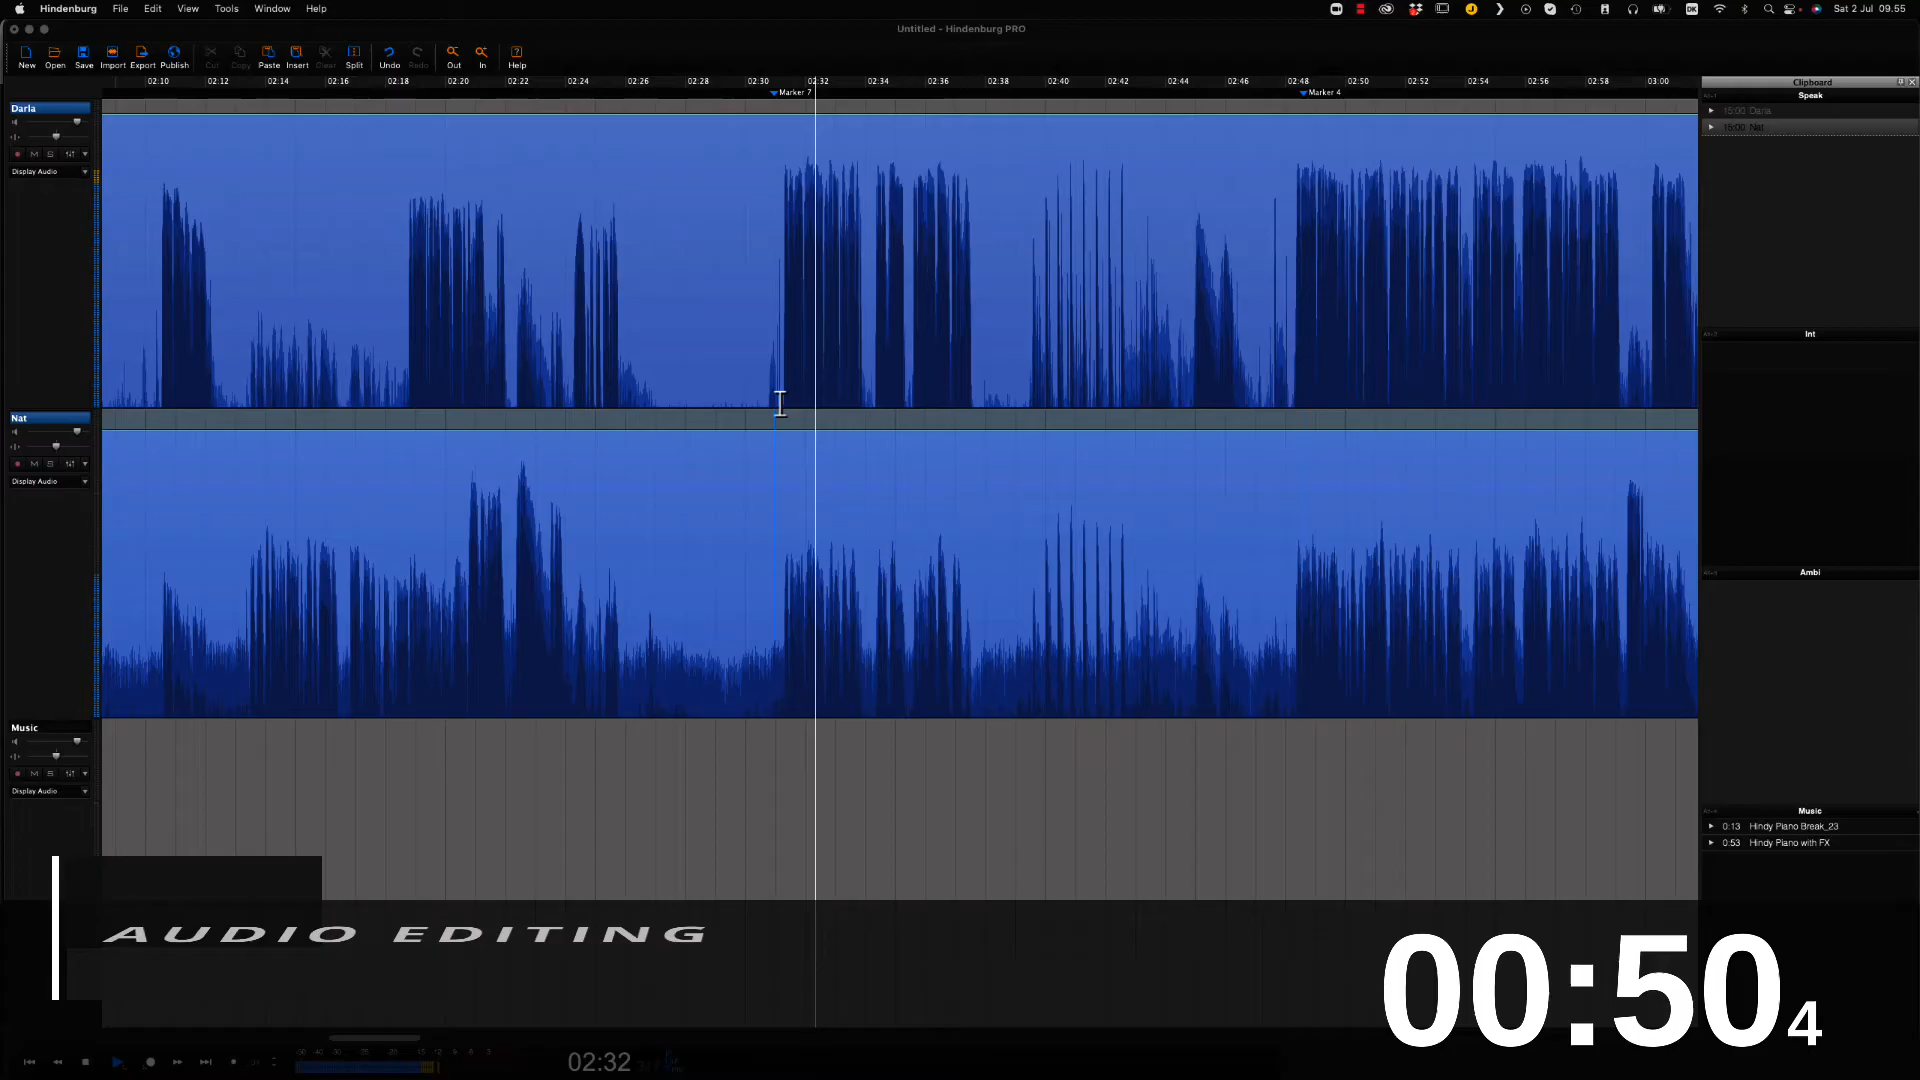 Hindenburg File Edit View Tools Window Help
DK Sat 2 Jul 09.55
Untitled - Hindenburg PRO
New Open Save Import Export Publish Cut Copy Paste Insert Clear Split Undo Redo Out In Help
02:10 02:12 02:14 02:16 02:18 02:20 02:22 02:24 02:26 02:28 02:30 02:32 02:34 02:36 02:38 02:40 02:42 02:44 02:46 02:48 02:50 02:52 02:54 02:56 02:58 03:00
Clipboard
Marker 7 Marker 4
Speak
Darla
M S
Display Audio
15:00 Nat
Int
Nat
M S
Display Audio
Ambi
Music
M S
Display Audio
Music
0:13 Hindy Piano Break_23
0:53 Hindy Piano with FX
AUDIO EDITING
00:50 4
02:32